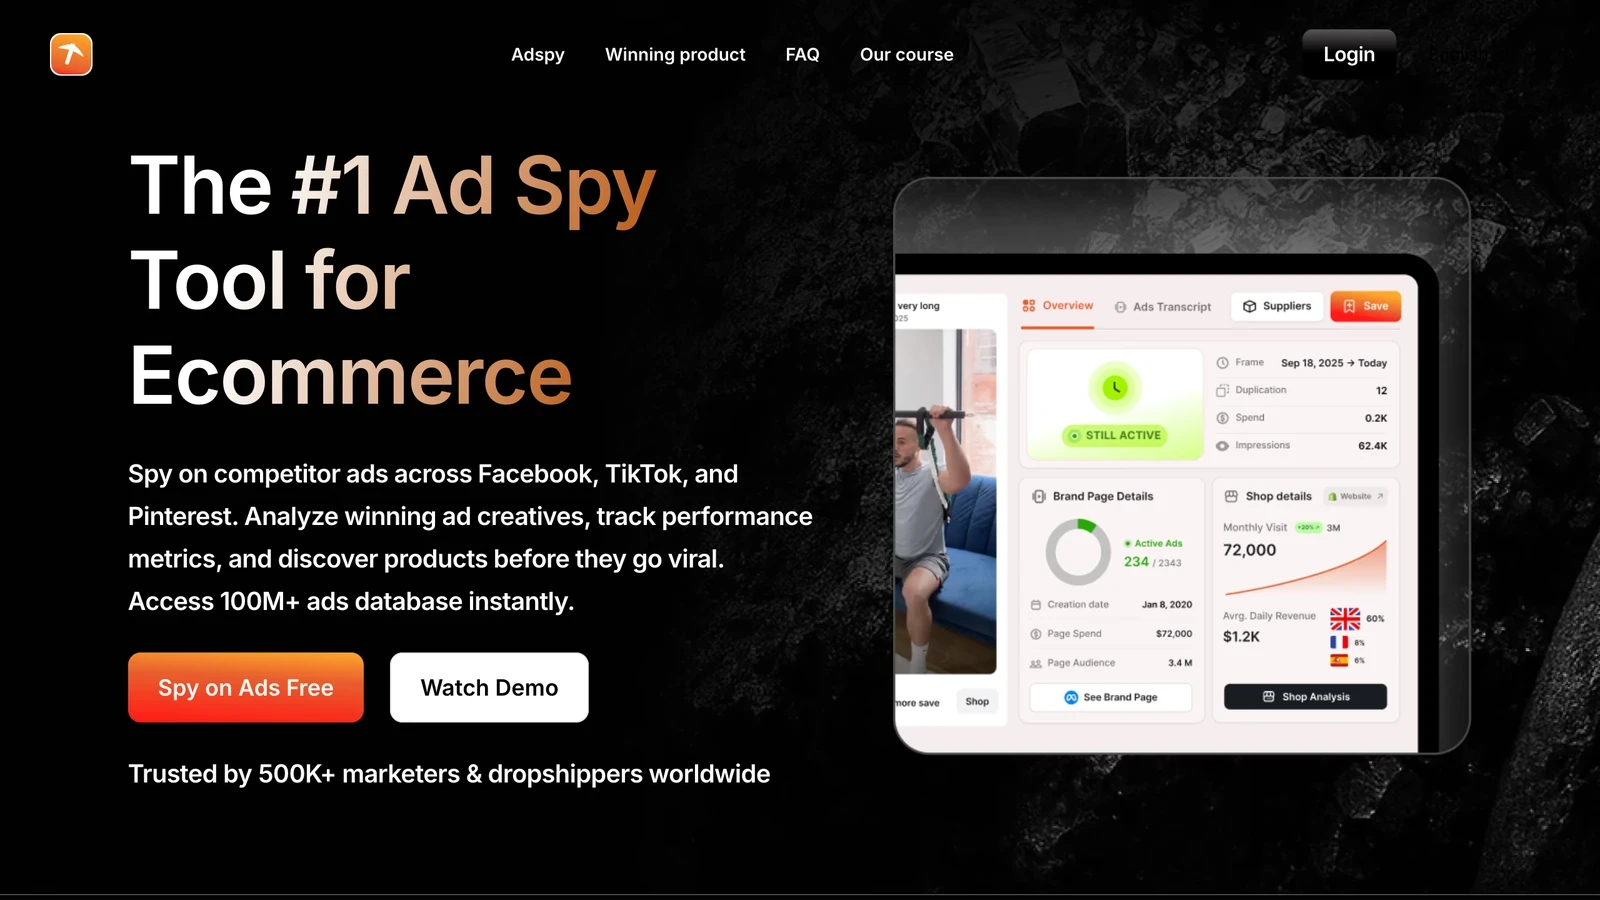 Adspy
Winning product
FAQ
Our course
Login
English
The #1 Ad Spy
Tool for
Ecommerce
Spy on competitor ads across Facebook, TikTok, and
Pinterest. Analyze winning ad creatives, track performance
metrics, and discover products before they go viral.
Access 100M+ ads database instantly.
Spy on Ads Free
Watch Demo
Trusted by 500K+ marketers & dropshippers worldwide
very long
025
more save
Shop
Overview
Ads Transcript
Suppliers
Save
STILL ACTIVE
Frame
Sep 18, 2025 → Today
Duplication
12
Spend
0.2K
Impressions
62.4K
Brand Page Details
Active Ads
234 / 2343
Creation date
Jan 8, 2020
Page Spend
$72,000
Page Audience
3.4 M
See Brand Page
Shop details
Website ↗
Monthly Visit
+20%
3M
72,000
Avrg. Daily Revenue
$1.2K
60%
8%
6%
Shop Analysis